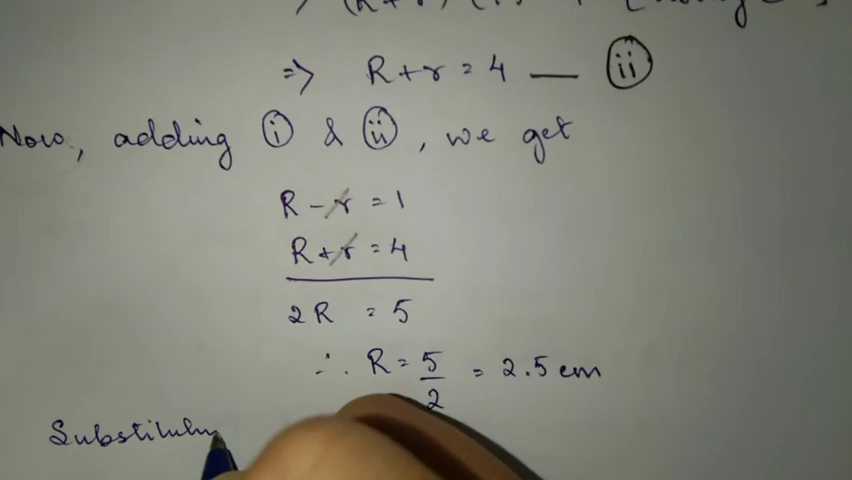 => R+r=4 — (ii)
Now, adding (i) & (ii), we get
R-r=1
R+r=4
2R = 5
∴ R= 5/2 = 2.5 cm